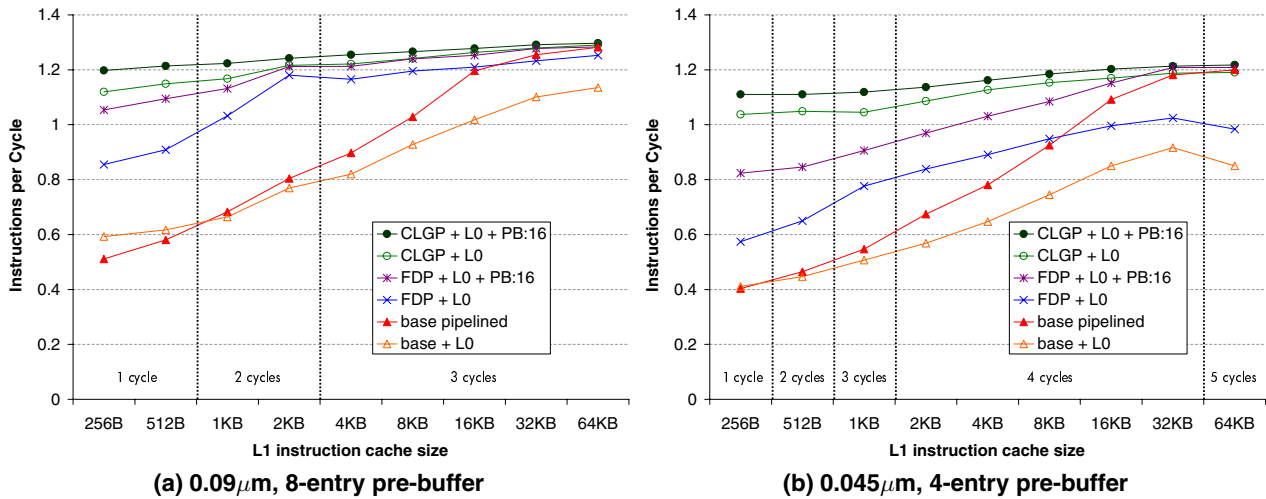 1.4
1.2
1
0.8
0.6
0.4
0.2
0
Instructions per Cycle
CLGP + L0 + PB:16
CLGP + L0
FDP + L0 + PB:16
FDP + L0
base pipelined
base + L0
1 cycle
2 cycles
3 cycles
256B 512B 1KB 2KB 4KB 8KB 16KB 32KB 64KB
L1 instruction cache size
(a) 0.09μm, 8-entry pre-buffer
1.4
1.2
1
0.8
0.6
0.4
0.2
0
Instructions per Cycle
CLGP + L0 + PB:16
CLGP + L0
FDP + L0 + PB:16
FDP + L0
base pipelined
base + L0
1 cycle
2 cycles
3 cycles
4 cycles
5 cycles
256B 512B 1KB 2KB 4KB 8KB 16KB 32KB 64KB
L1 instruction cache size
(b) 0.045μm, 4-entry pre-buffer